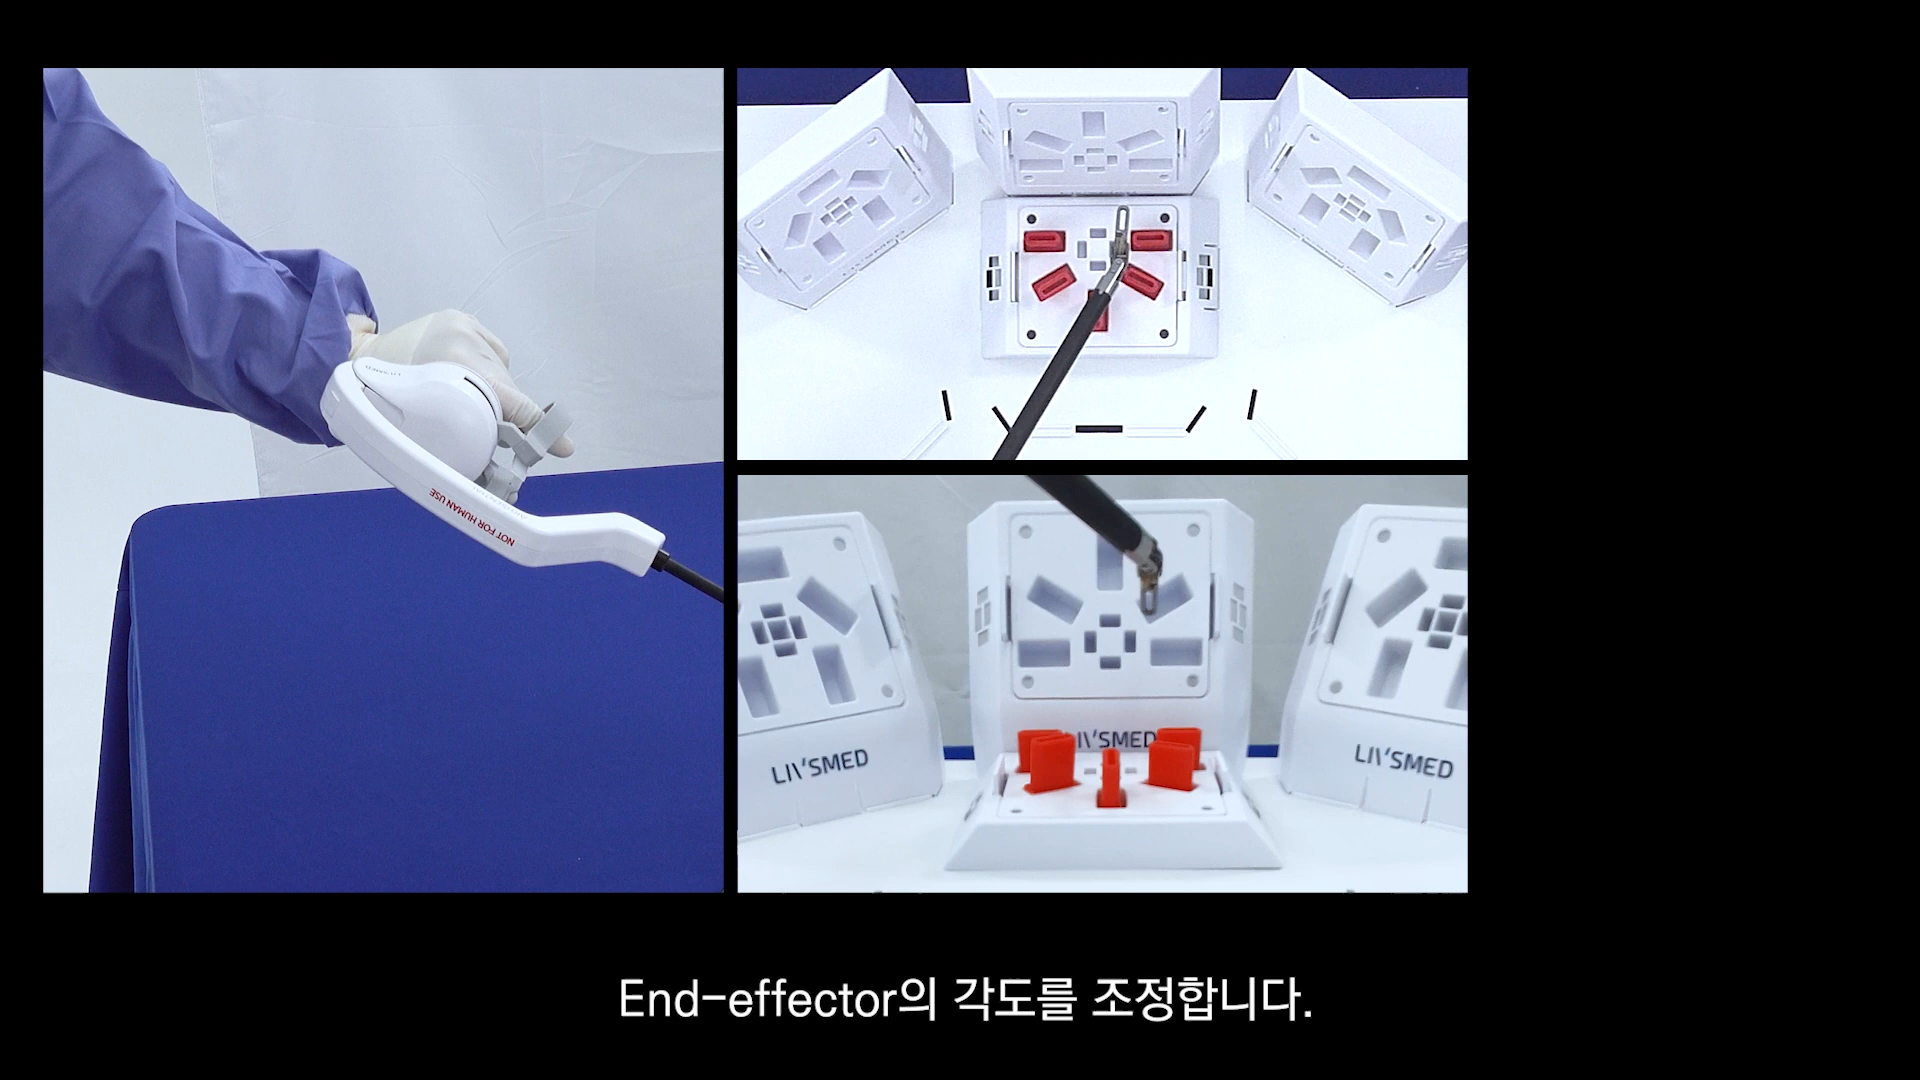 LIVSMED
NOT FOR HUMAN USE
LIV'SMED
LIV'SMED
LIV'SMED
End-effector의 각도를 조정합니다.